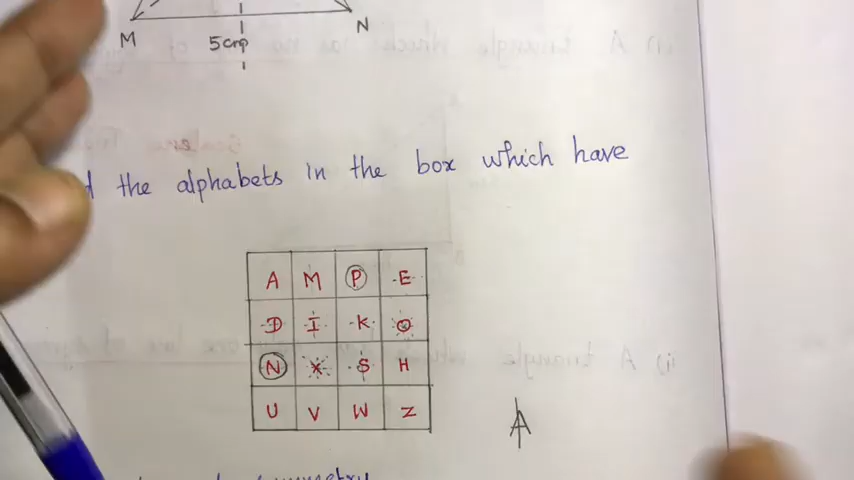 M N
5cm
the alphabets in the box which have
A M P E
D I K O
N X S H
U V W Z
A